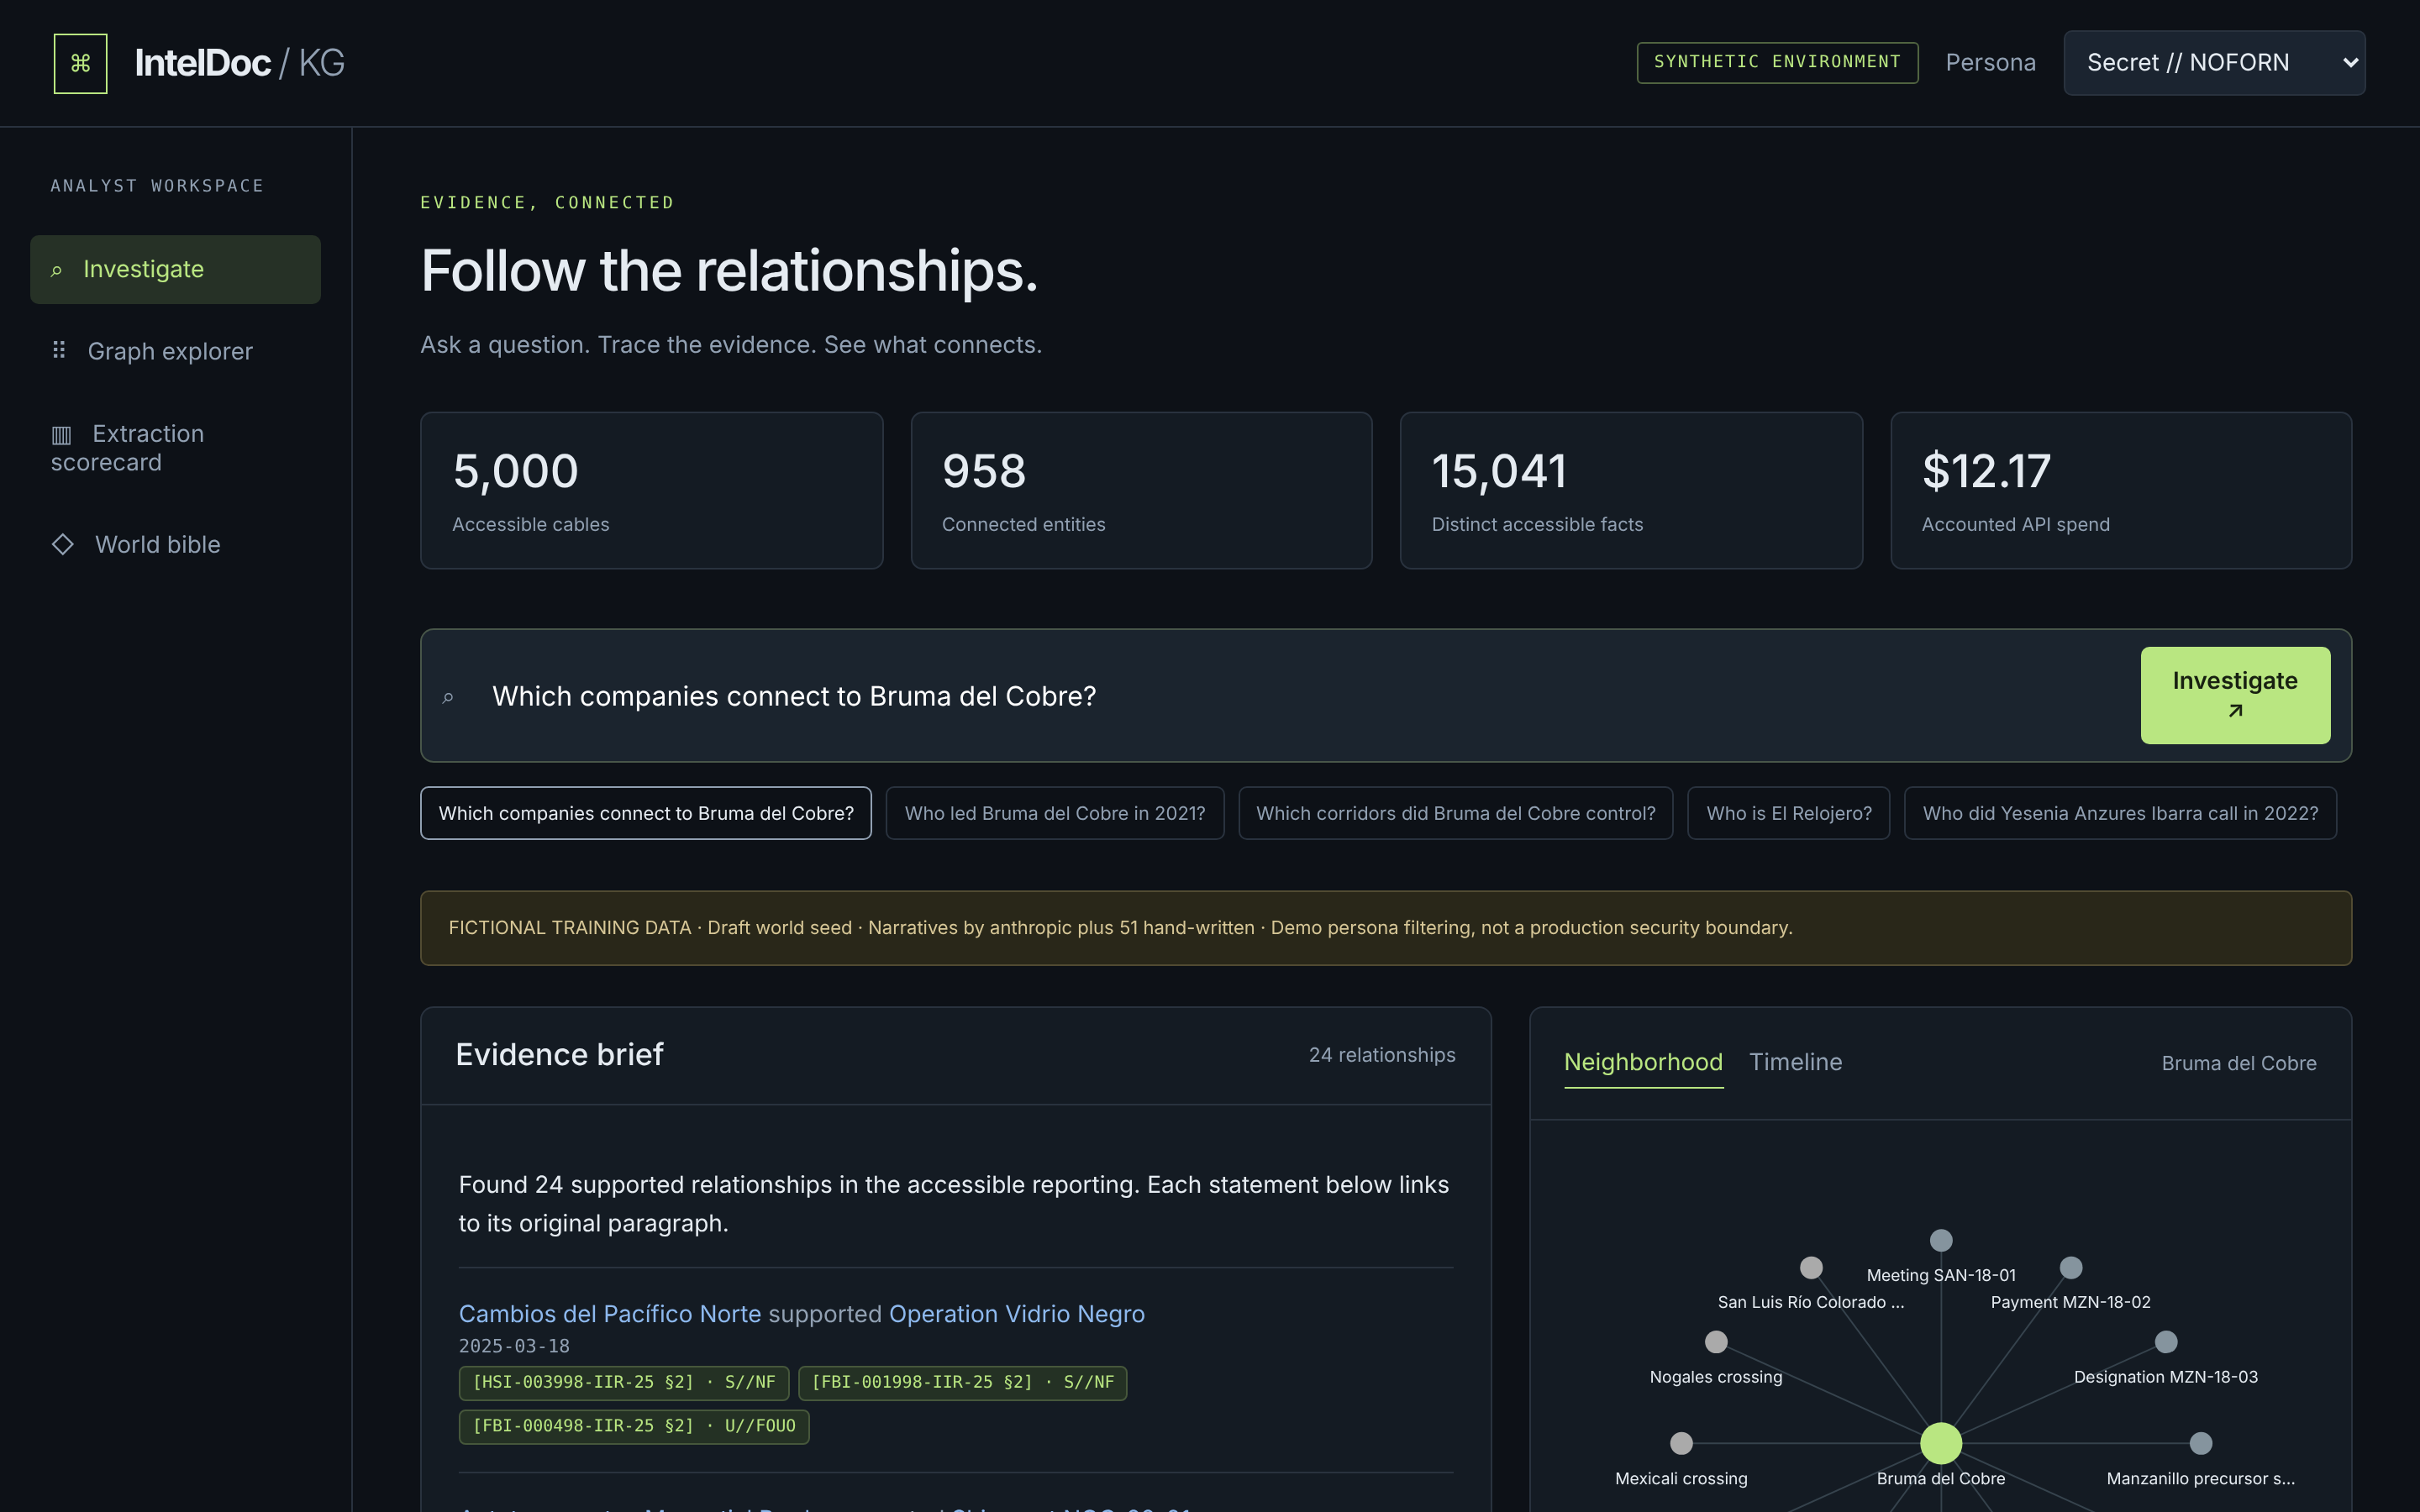 ⌘ IntelDoc / KG
SYNTHETIC ENVIRONMENT
Persona
Secret // NOFORN
ANALYST WORKSPACE
Investigate
Graph explorer
Extraction
scorecard
World bible
EVIDENCE, CONNECTED
Follow the relationships.
Ask a question. Trace the evidence. See what connects.
5,000
Accessible cables
958
Connected entities
15,041
Distinct accessible facts
$12.17
Accounted API spend
Which companies connect to Bruma del Cobre?
Investigate
↗
Which companies connect to Bruma del Cobre?
Who led Bruma del Cobre in 2021?
Which corridors did Bruma del Cobre control?
Who is El Relojero?
Who did Yesenia Anzures Ibarra call in 2022?
FICTIONAL TRAINING DATA · Draft world seed · Narratives by anthropic plus 51 hand-written · Demo persona filtering, not a production security boundary.
Evidence brief
24 relationships
Found 24 supported relationships in the accessible reporting. Each statement below links
to its original paragraph.
Cambios del Pacífico Norte supported Operation Vidrio Negro
2025-03-18
[HSI-003998-IIR-25 §2] · S//NF
[FBI-001998-IIR-25 §2] · S//NF
[FBI-000498-IIR-25 §2] · U//FOUO
Neighborhood
Timeline
Bruma del Cobre
Meeting SAN-18-01
San Luis Río Colorado ...
Payment MZN-18-02
Nogales crossing
Designation MZN-18-03
Mexicali crossing
Bruma del Cobre
Manzanillo precursor s...